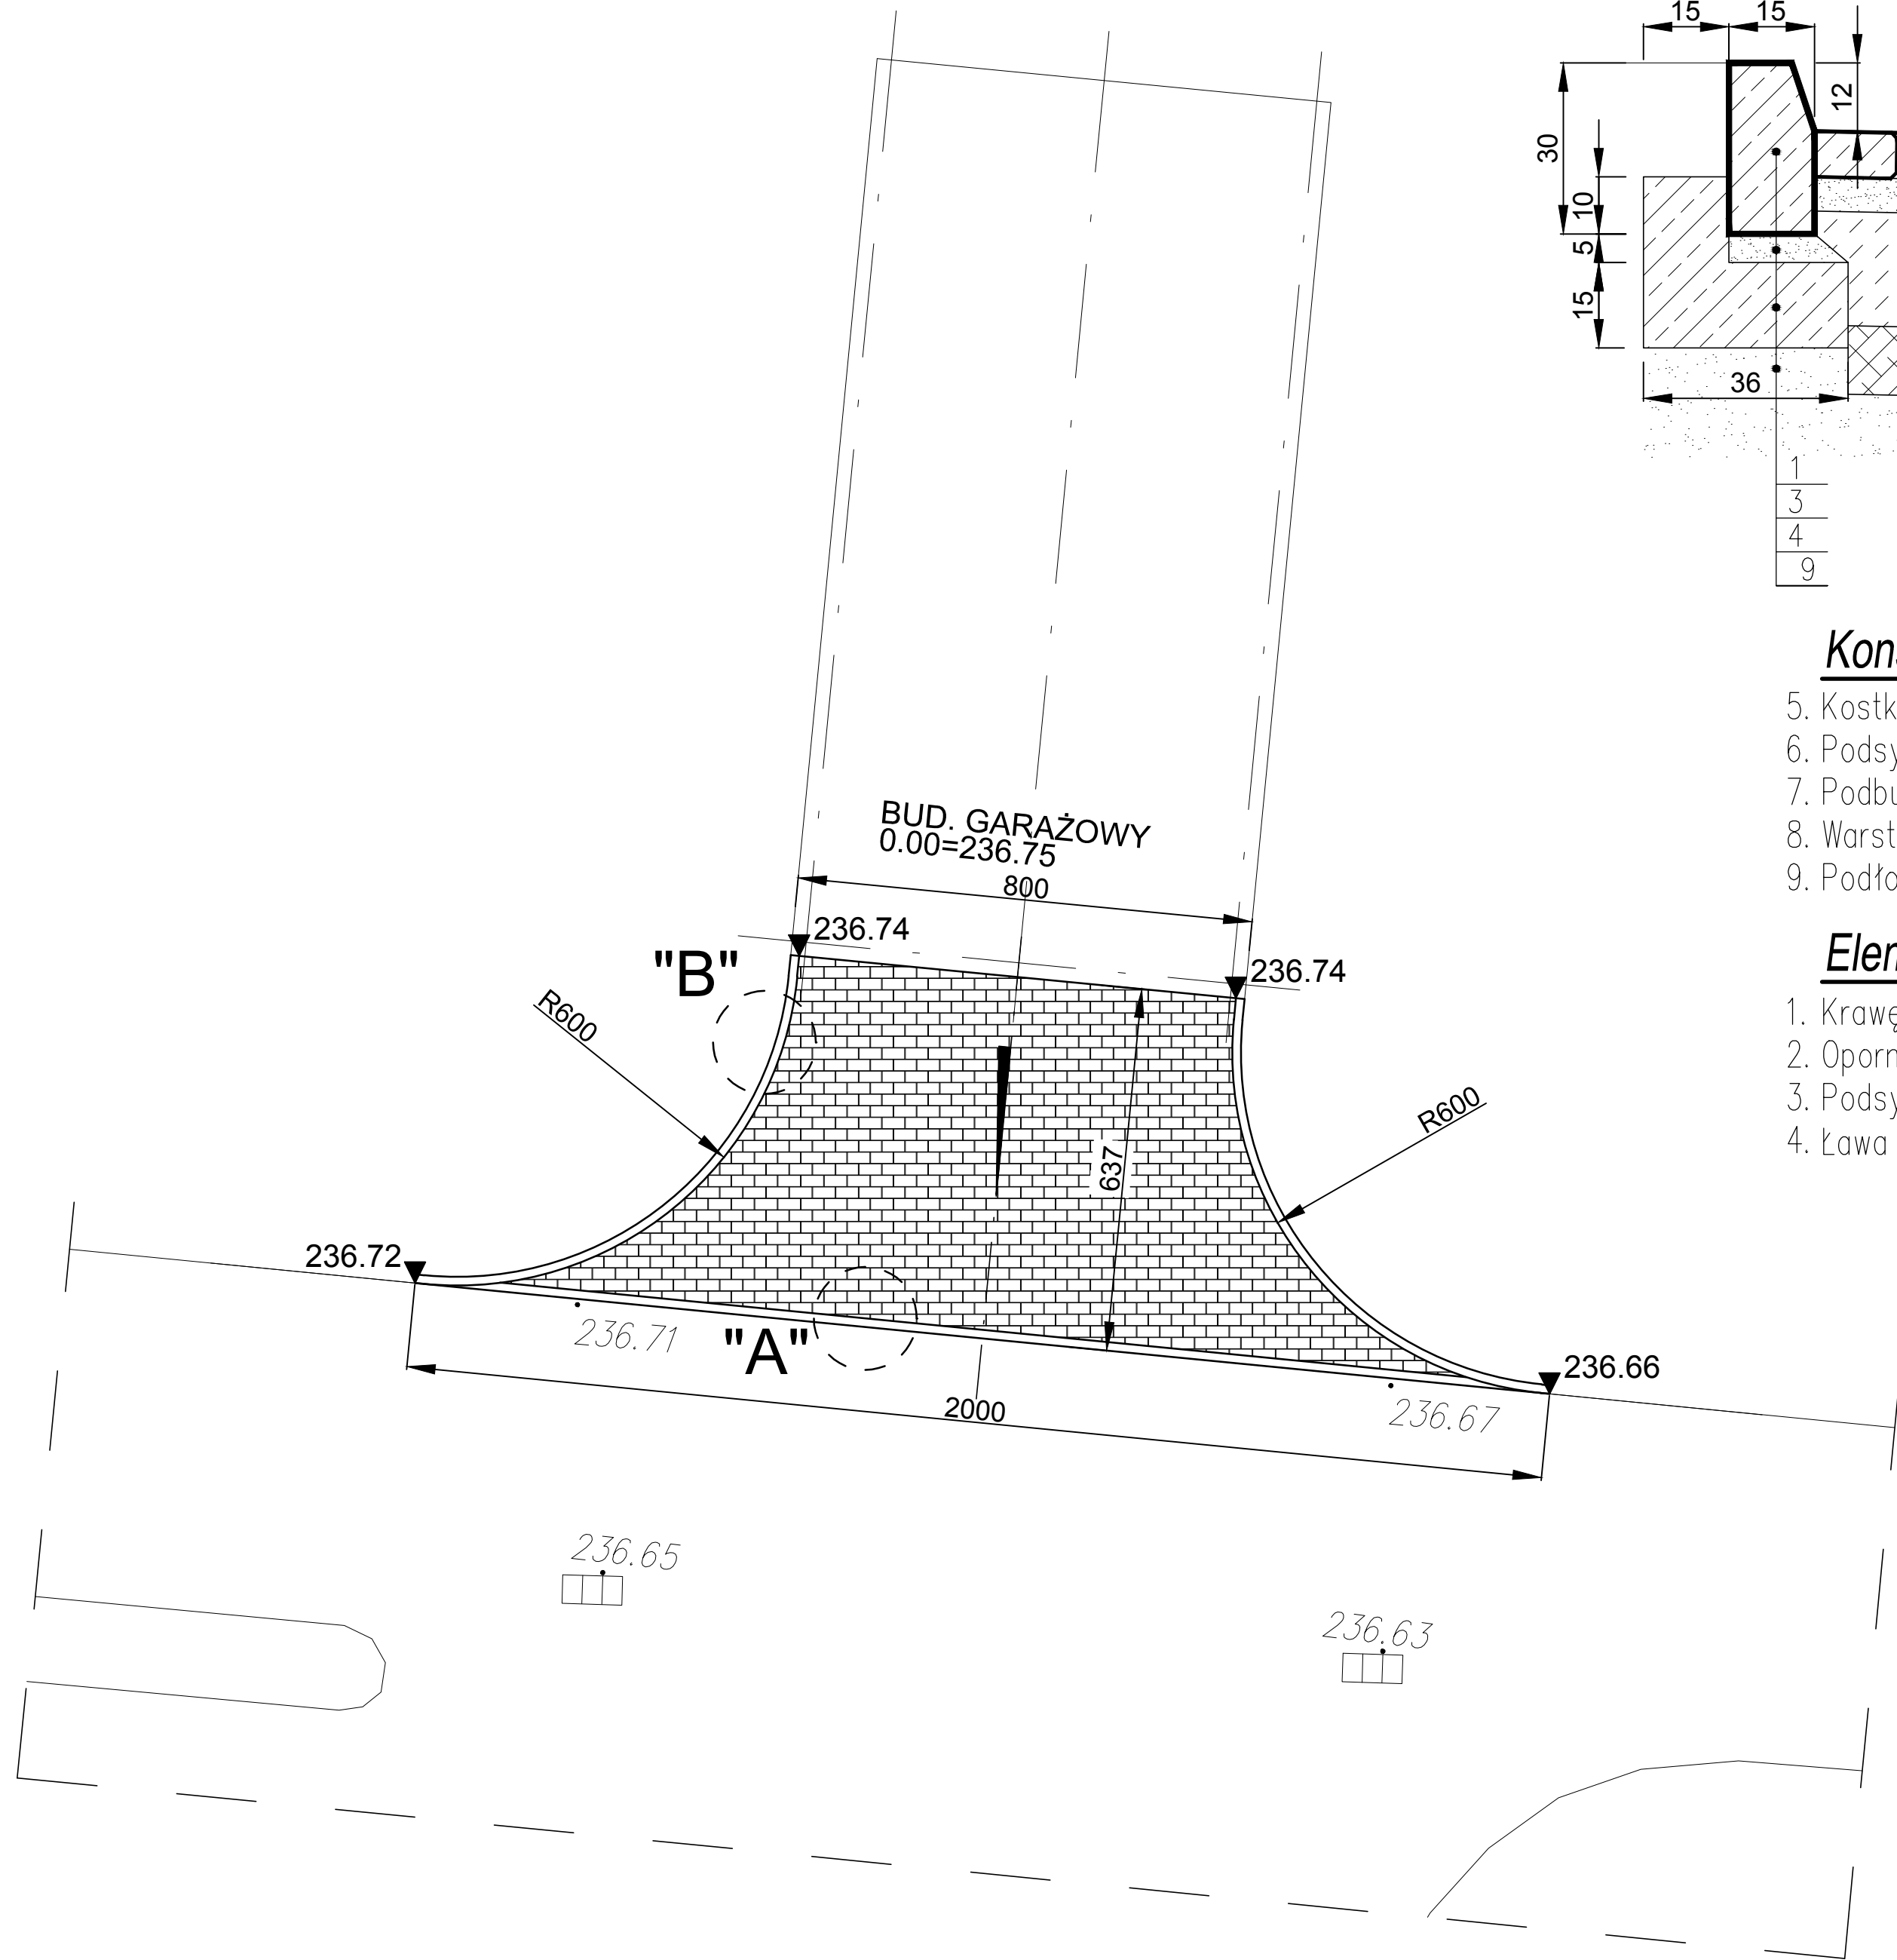 15
15
12
30
10
5
15
36
1
3
4
9
BUD. GARAŻOWY
0.00=236.75
800
236.74
236.74
"B"
R600
R600
637
236.72
236.71
"A"
236.66
236.67
2000
236.65
236.63
Kons
5. Kostk
6. Podsy
7. Podbu
8. Warst
9. Podło
Elem
1. Krawę
2. Oporn
3. Podsy
4. Ława